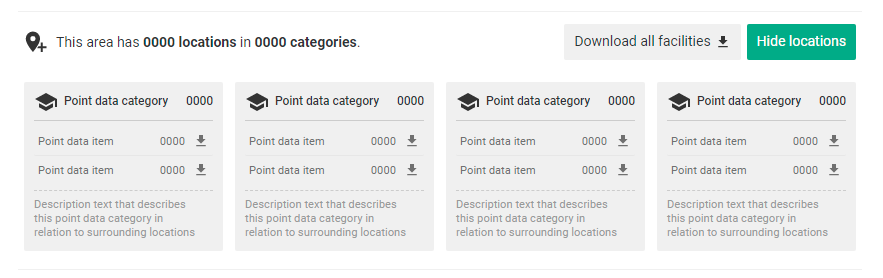 This area has 0000 locations in 0000 categories.
Download all facilities
Hide locations
Point data category 0000
Point data item 0000
Point data item 0000
Description text that describes
this point data category in
relation to surrounding locations
Point data category 0000
Point data item 0000
Point data item 0000
Description text that describes
this point data category in
relation to surrounding locations
Point data category 0000
Point data item 0000
Point data item 0000
Description text that describes
this point data category in
relation to surrounding locations
Point data category 0000
Point data item 0000
Point data item 0000
Description text that describes
this point data category in
relation to surrounding locations